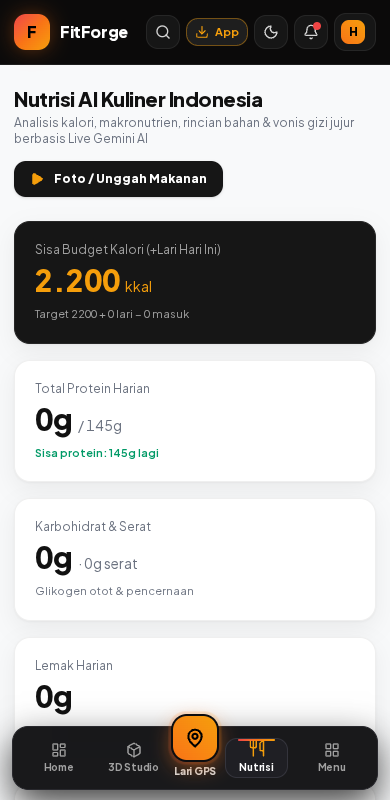 F FitForge App H
Nutrisi AI Kuliner Indonesia
Analisis kalori, makronutrien, rincian bahan & vonis gizi jujur
berbasis Live Gemini AI
Foto / Unggah Makanan
Sisa Budget Kalori (+Lari Hari Ini)
2.200 kkal
Target 2200 + 0 lari − 0 masuk
Total Protein Harian
0g / 145g
Sisa protein: 145g lagi
Karbohidrat & Serat
0g · 0g serat
Glikogen otot & pencernaan
Lemak Harian
0g
Home 3D Studio Lari GPS Nutrisi Menu